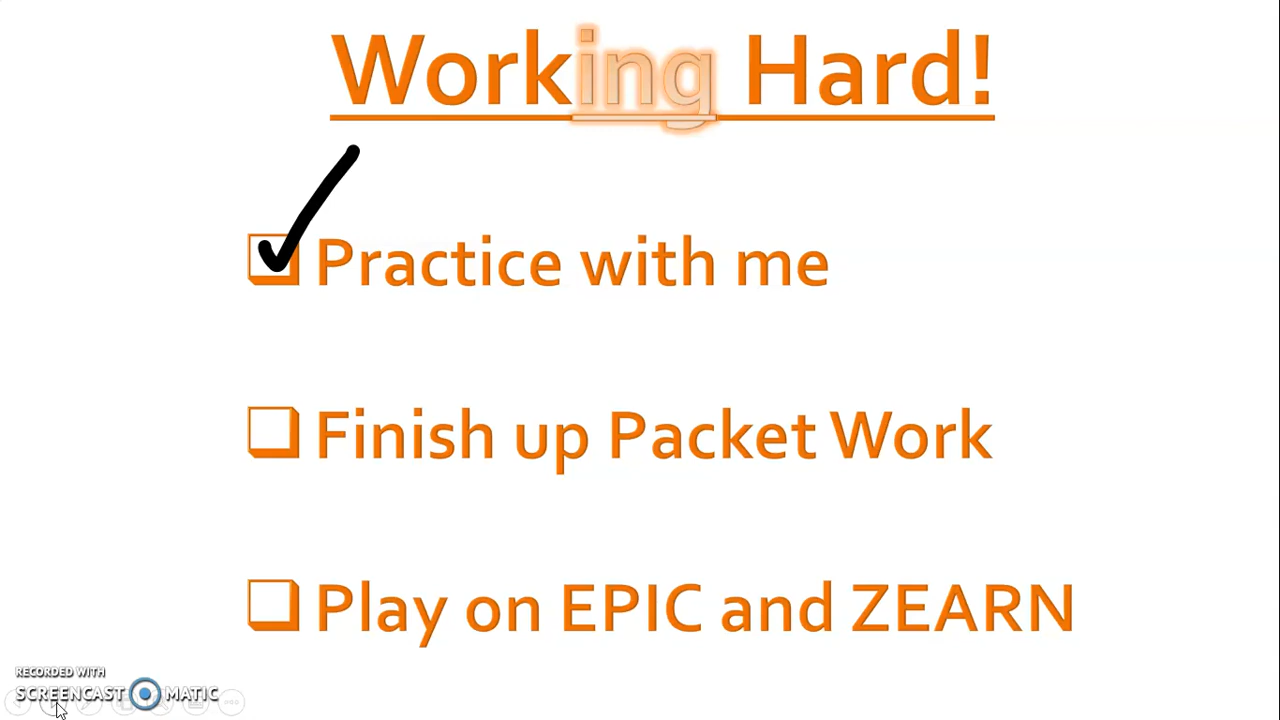 Working Hard!
Practice with me
Finish up Packet Work
Play on EPIC and ZEARN
RECORDED WITH
SCREENCAST MATIC